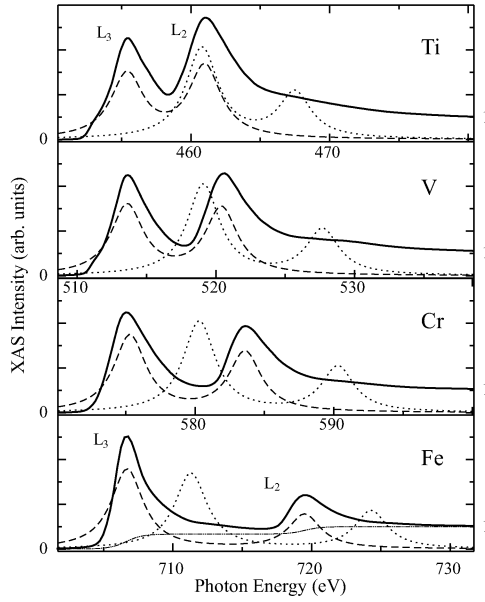 L3
L2
Ti
0
460
470
V
0
510
520
530
Cr
0
580
590
L3
L2
Fe
0
710
720
730
XAS Intensity (arb. units)
Photon Energy (eV)